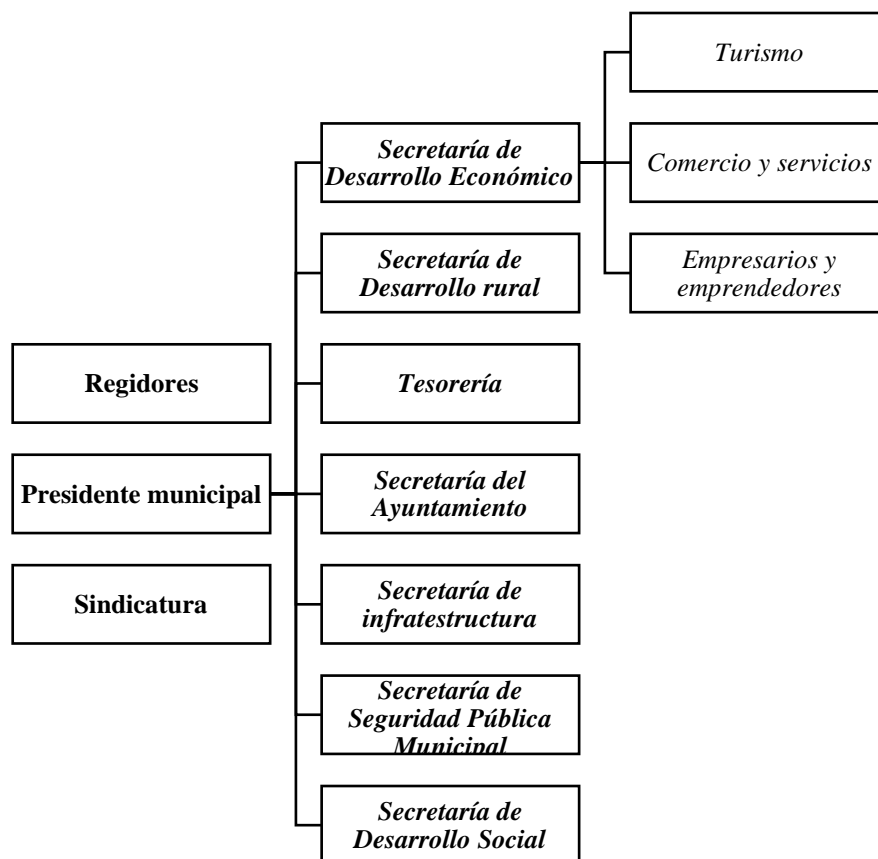 Turismo
Secretaría de
Desarrollo Económico
Comercio y servicios
Secretaría de
Desarrollo rural
Empresarios y
emprendedores
Regidores
Tesorería
Presidente municipal
Secretaría del
Ayuntamiento
Sindicatura
Secretaría de
infratestructura
Secretaría de
Seguridad Pública
Municipal
Secretaría de
Desarrollo Social